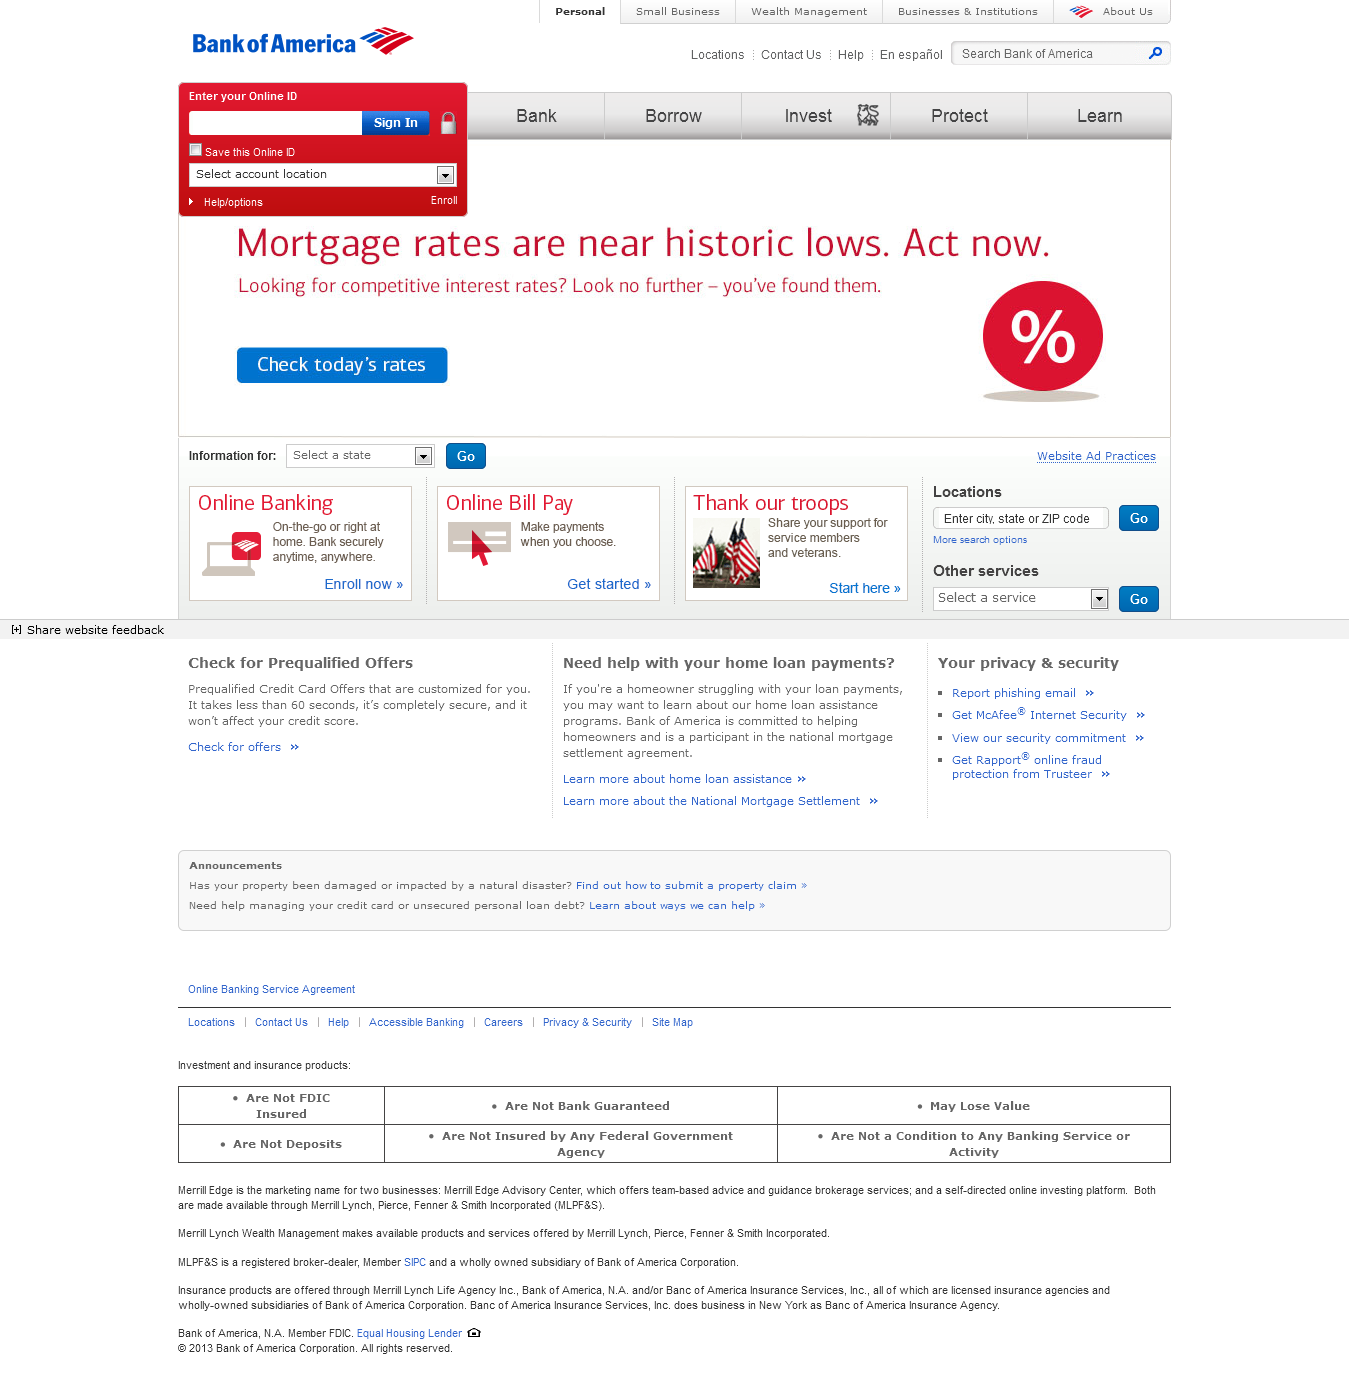 Personal
Small Business
Wealth Management
Businesses & Institutions
About Us
Bank of America
Locations
Contact Us
Help
En español
Search Bank of America
Enter your Online ID
Sign In
Save this Online ID
Select account location
Help/options
Enroll
Bank
Borrow
Invest
Protect
Learn
Mortgage rates are near historic lows. Act now.
Looking for competitive interest rates? Look no further – you’ve found them.
%
Check today’s rates
Information for:
Select a state
Go
Website Ad Practices
Online Banking
On-the-go or right at
home. Bank securely
anytime, anywhere.
Enroll now »
Online Bill Pay
Make payments
when you choose.
Get started »
Thank our troops
Share your support for
service members
and veterans.
Start here »
Locations
Enter city, state or ZIP code
Go
More search options
Other services
Select a service
Go
[+] Share website feedback
Check for Prequalified Offers
Prequalified Credit Card Offers that are customized for you.
It takes less than 60 seconds, it’s completely secure, and it
won’t affect your credit score.
Check for offers »
Need help with your home loan payments?
If you're a homeowner struggling with your loan payments,
you may want to learn about our home loan assistance
programs. Bank of America is committed to helping
homeowners and is a participant in the national mortgage
settlement agreement.
Learn more about home loan assistance »
Learn more about the National Mortgage Settlement »
Your privacy & security
Report phishing email »
Get McAfee® Internet Security »
View our security commitment »
Get Rapport® online fraud
protection from Trusteer »
Announcements
Has your property been damaged or impacted by a natural disaster? Find out how to submit a property claim »
Need help managing your credit card or unsecured personal loan debt? Learn about ways we can help »
Online Banking Service Agreement
Locations
Contact Us
Help
Accessible Banking
Careers
Privacy & Security
Site Map
Investment and insurance products:
• Are Not FDIC
Insured
• Are Not Bank Guaranteed
• May Lose Value
• Are Not Deposits
• Are Not Insured by Any Federal Government
Agency
• Are Not a Condition to Any Banking Service or
Activity
Merrill Edge is the marketing name for two businesses: Merrill Edge Advisory Center, which offers team-based advice and guidance brokerage services; and a self-directed online investing platform. Both
are made available through Merrill Lynch, Pierce, Fenner & Smith Incorporated (MLPF&S).
Merrill Lynch Wealth Management makes available products and services offered by Merrill Lynch, Pierce, Fenner & Smith Incorporated.
MLPF&S is a registered broker-dealer, Member SIPC and a wholly owned subsidiary of Bank of America Corporation.
Insurance products are offered through Merrill Lynch Life Agency Inc., Bank of America, N.A. and/or Banc of America Insurance Services, Inc., all of which are licensed insurance agencies and
wholly-owned subsidiaries of Bank of America Corporation. Banc of America Insurance Services, Inc. does business in New York as Banc of America Insurance Agency.
Bank of America, N.A. Member FDIC. Equal Housing Lender
© 2013 Bank of America Corporation. All rights reserved.